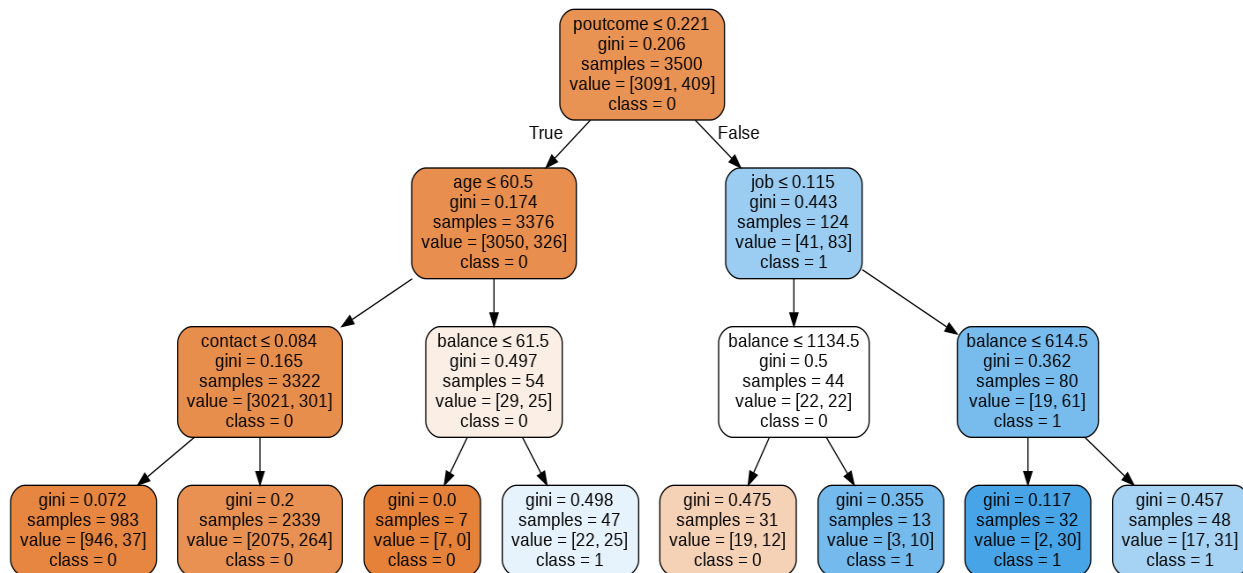 poutcome ≤ 0.221
gini = 0.206
samples = 3500
value = [3091, 409]
class = 0
True
False
age ≤ 60.5
gini = 0.174
samples = 3376
value = [3050, 326]
class = 0
job ≤ 0.115
gini = 0.443
samples = 124
value = [41, 83]
class = 1
contact ≤ 0.084
gini = 0.165
samples = 3322
value = [3021, 301]
class = 0
balance ≤ 61.5
gini = 0.497
samples = 54
value = [29, 25]
class = 0
balance ≤ 1134.5
gini = 0.5
samples = 44
value = [22, 22]
class = 0
balance ≤ 614.5
gini = 0.362
samples = 80
value = [19, 61]
class = 1
gini = 0.072
samples = 983
value = [946, 37]
class = 0
gini = 0.2
samples = 2339
value = [2075, 264]
class = 0
gini = 0.0
samples = 7
value = [7, 0]
class = 0
gini = 0.498
samples = 47
value = [22, 25]
class = 1
gini = 0.475
samples = 31
value = [19, 12]
class = 0
gini = 0.355
samples = 13
value = [3, 10]
class = 1
gini = 0.117
samples = 32
value = [2, 30]
class = 1
gini = 0.457
samples = 48
value = [17, 31]
class = 1